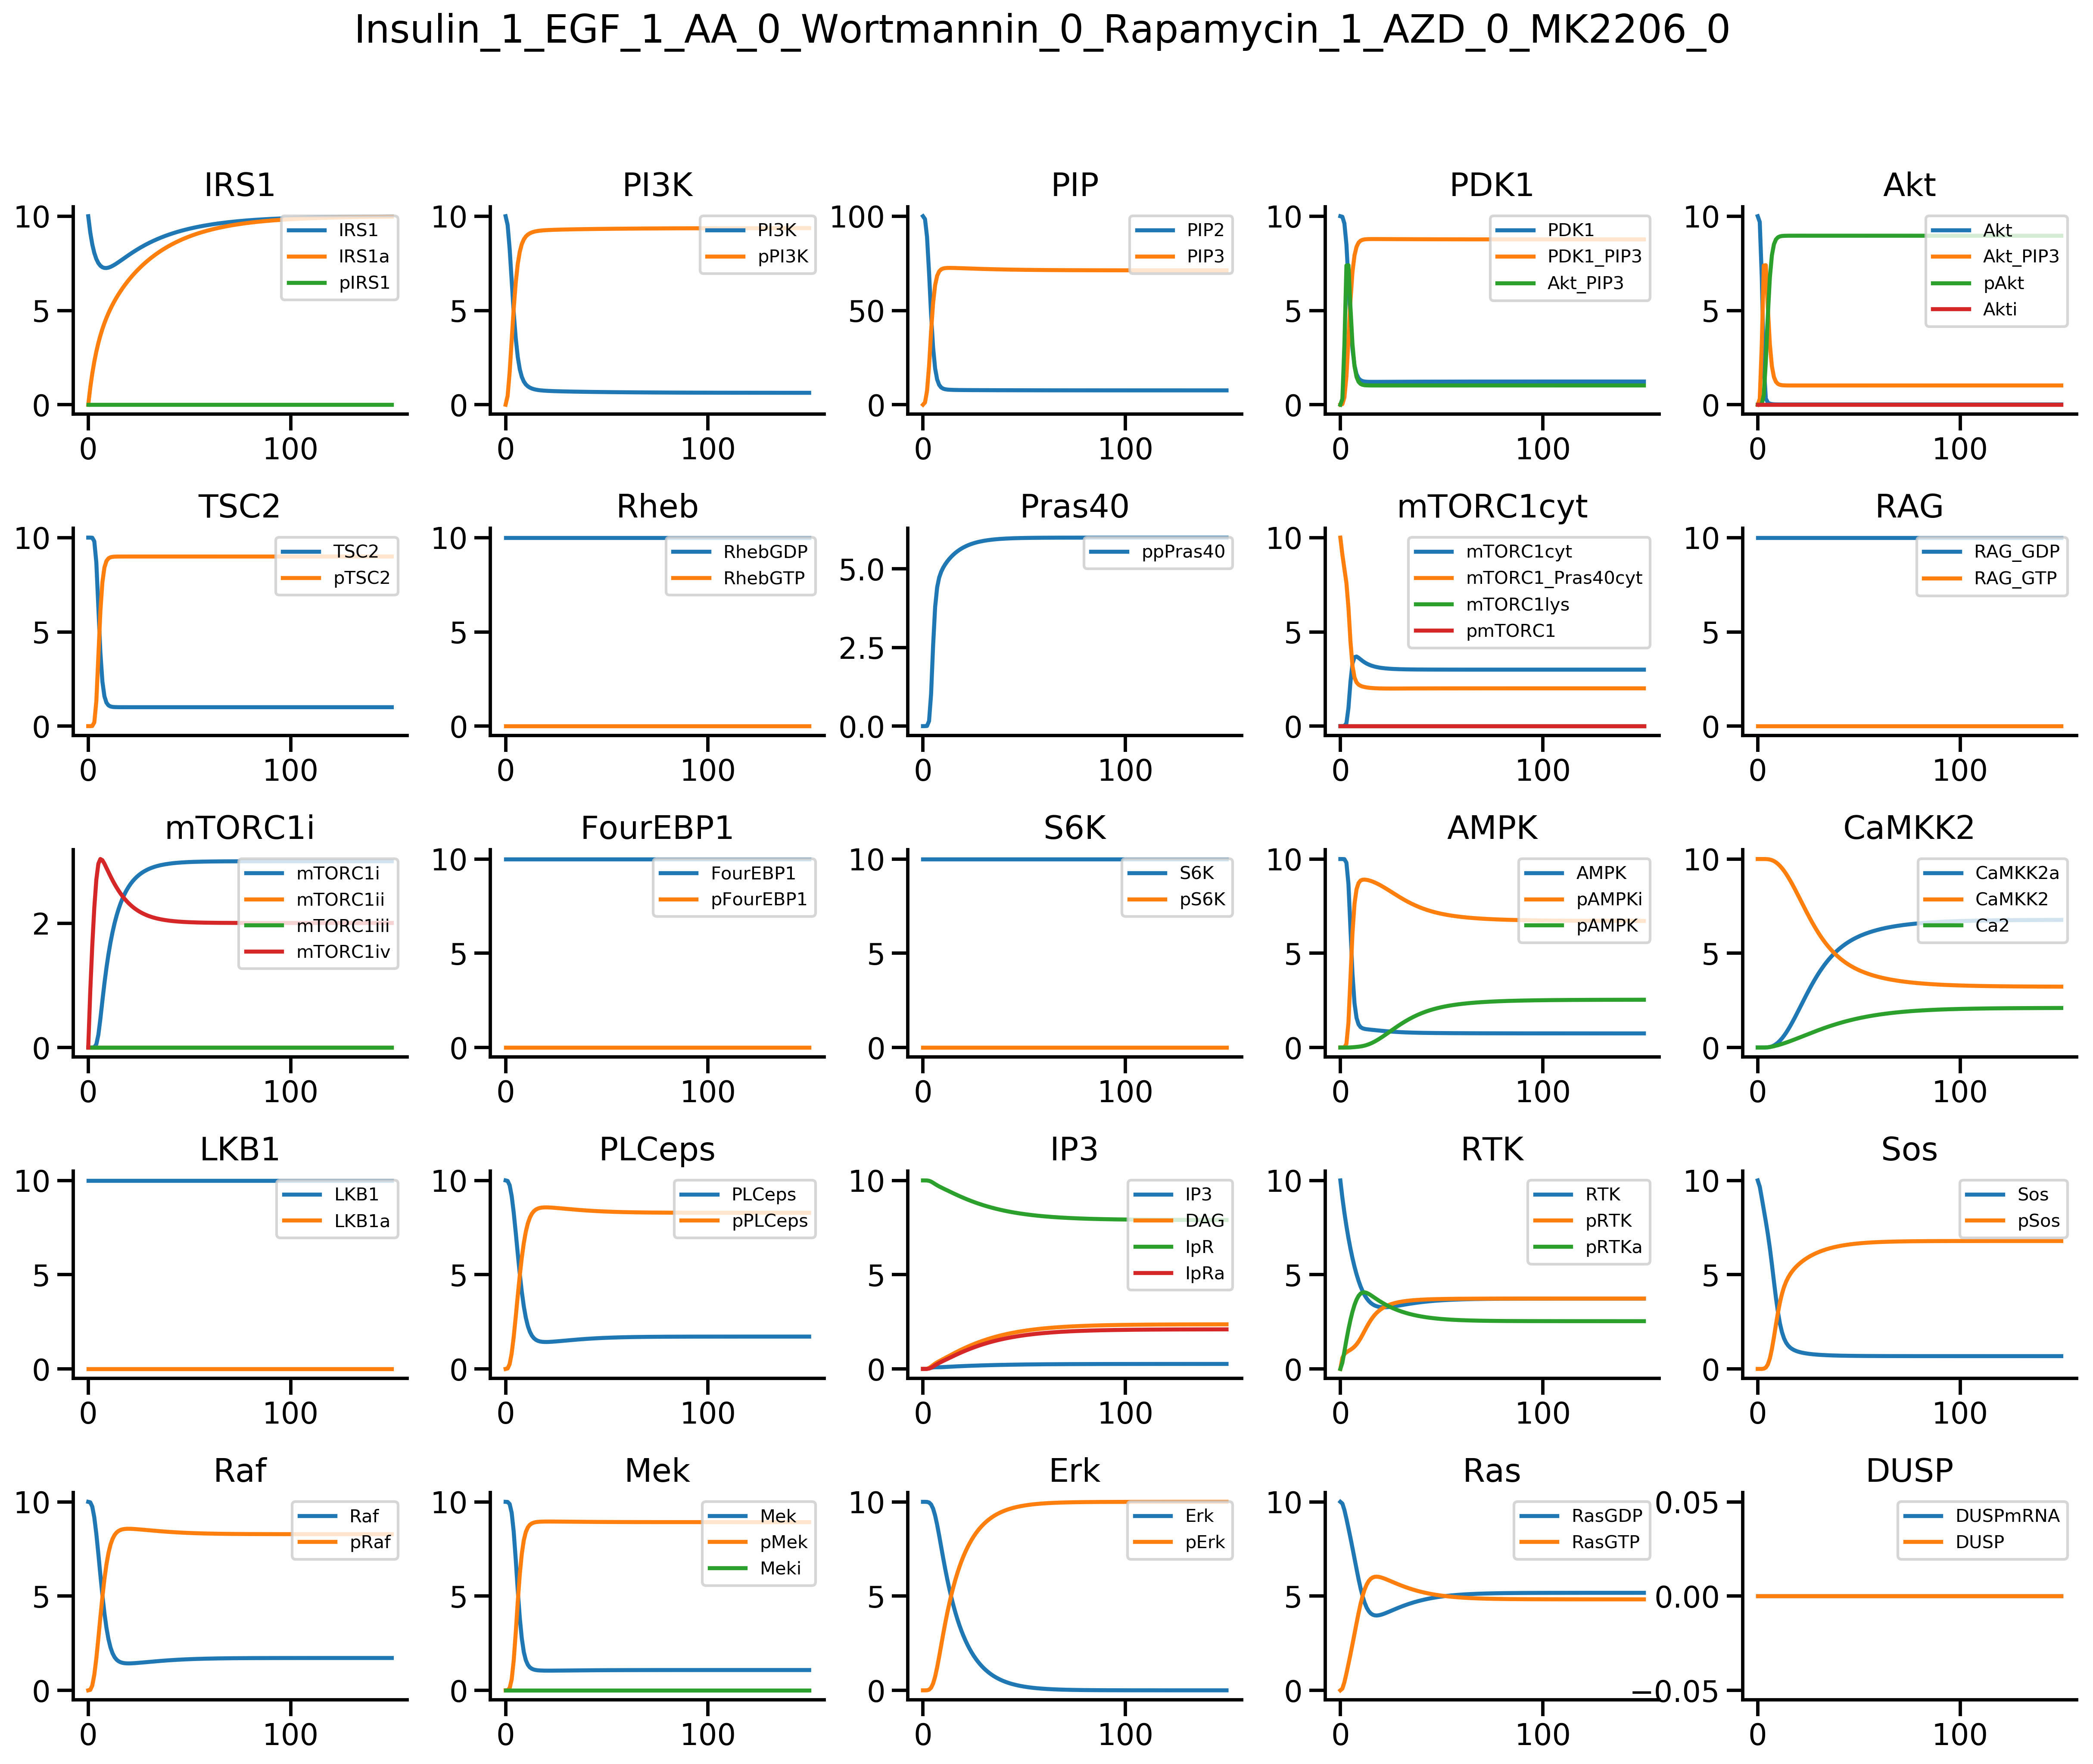 Insulin_1_EGF_1_AA_0_Wortmannin_0_Rapamycin_1_AZD_0_MK2206_0
IRS1
10
5
0
0
100
IRS1
IRS1a
pIRS1
PI3K
10
5
0
0
100
PI3K
pPI3K
PIP
100
50
0
0
100
PIP2
PIP3
PDK1
10
5
0
0
100
PDK1
PDK1_PIP3
Akt_PIP3
Akt
10
5
0
0
100
Akt
Akt_PIP3
pAkt
Akti
TSC2
10
5
0
0
100
TSC2
pTSC2
Rheb
10
5
0
0
100
RhebGDP
RhebGTP
Pras40
5.0
2.5
0.0
0
100
ppPras40
mTORC1cyt
10
5
0
0
100
mTORC1cyt
mTORC1_Pras40cyt
mTORC1lys
pmTORC1
RAG
10
5
0
0
100
RAG_GDP
RAG_GTP
mTORC1i
2
0
0
100
mTORC1i
mTORC1ii
mTORC1iii
mTORC1iv
FourEBP1
10
5
0
0
100
FourEBP1
pFourEBP1
S6K
10
5
0
0
100
S6K
pS6K
AMPK
10
5
0
0
100
AMPK
pAMPKi
pAMPK
CaMKK2
10
5
0
0
100
CaMKK2a
CaMKK2
Ca2
LKB1
10
5
0
0
100
LKB1
LKB1a
PLCeps
10
5
0
0
100
PLCeps
pPLCeps
IP3
10
5
0
0
100
IP3
DAG
IpR
IpRa
RTK
10
5
0
0
100
RTK
pRTK
pRTKa
Sos
10
5
0
0
100
Sos
pSos
Raf
10
5
0
0
100
Raf
pRaf
Mek
10
5
0
0
100
Mek
pMek
Meki
Erk
10
5
0
0
100
Erk
pErk
Ras
10
5
0
0
100
RasGDP
RasGTP
DUSP
0.05
0.00
−0.05
0
100
DUSPmRNA
DUSP